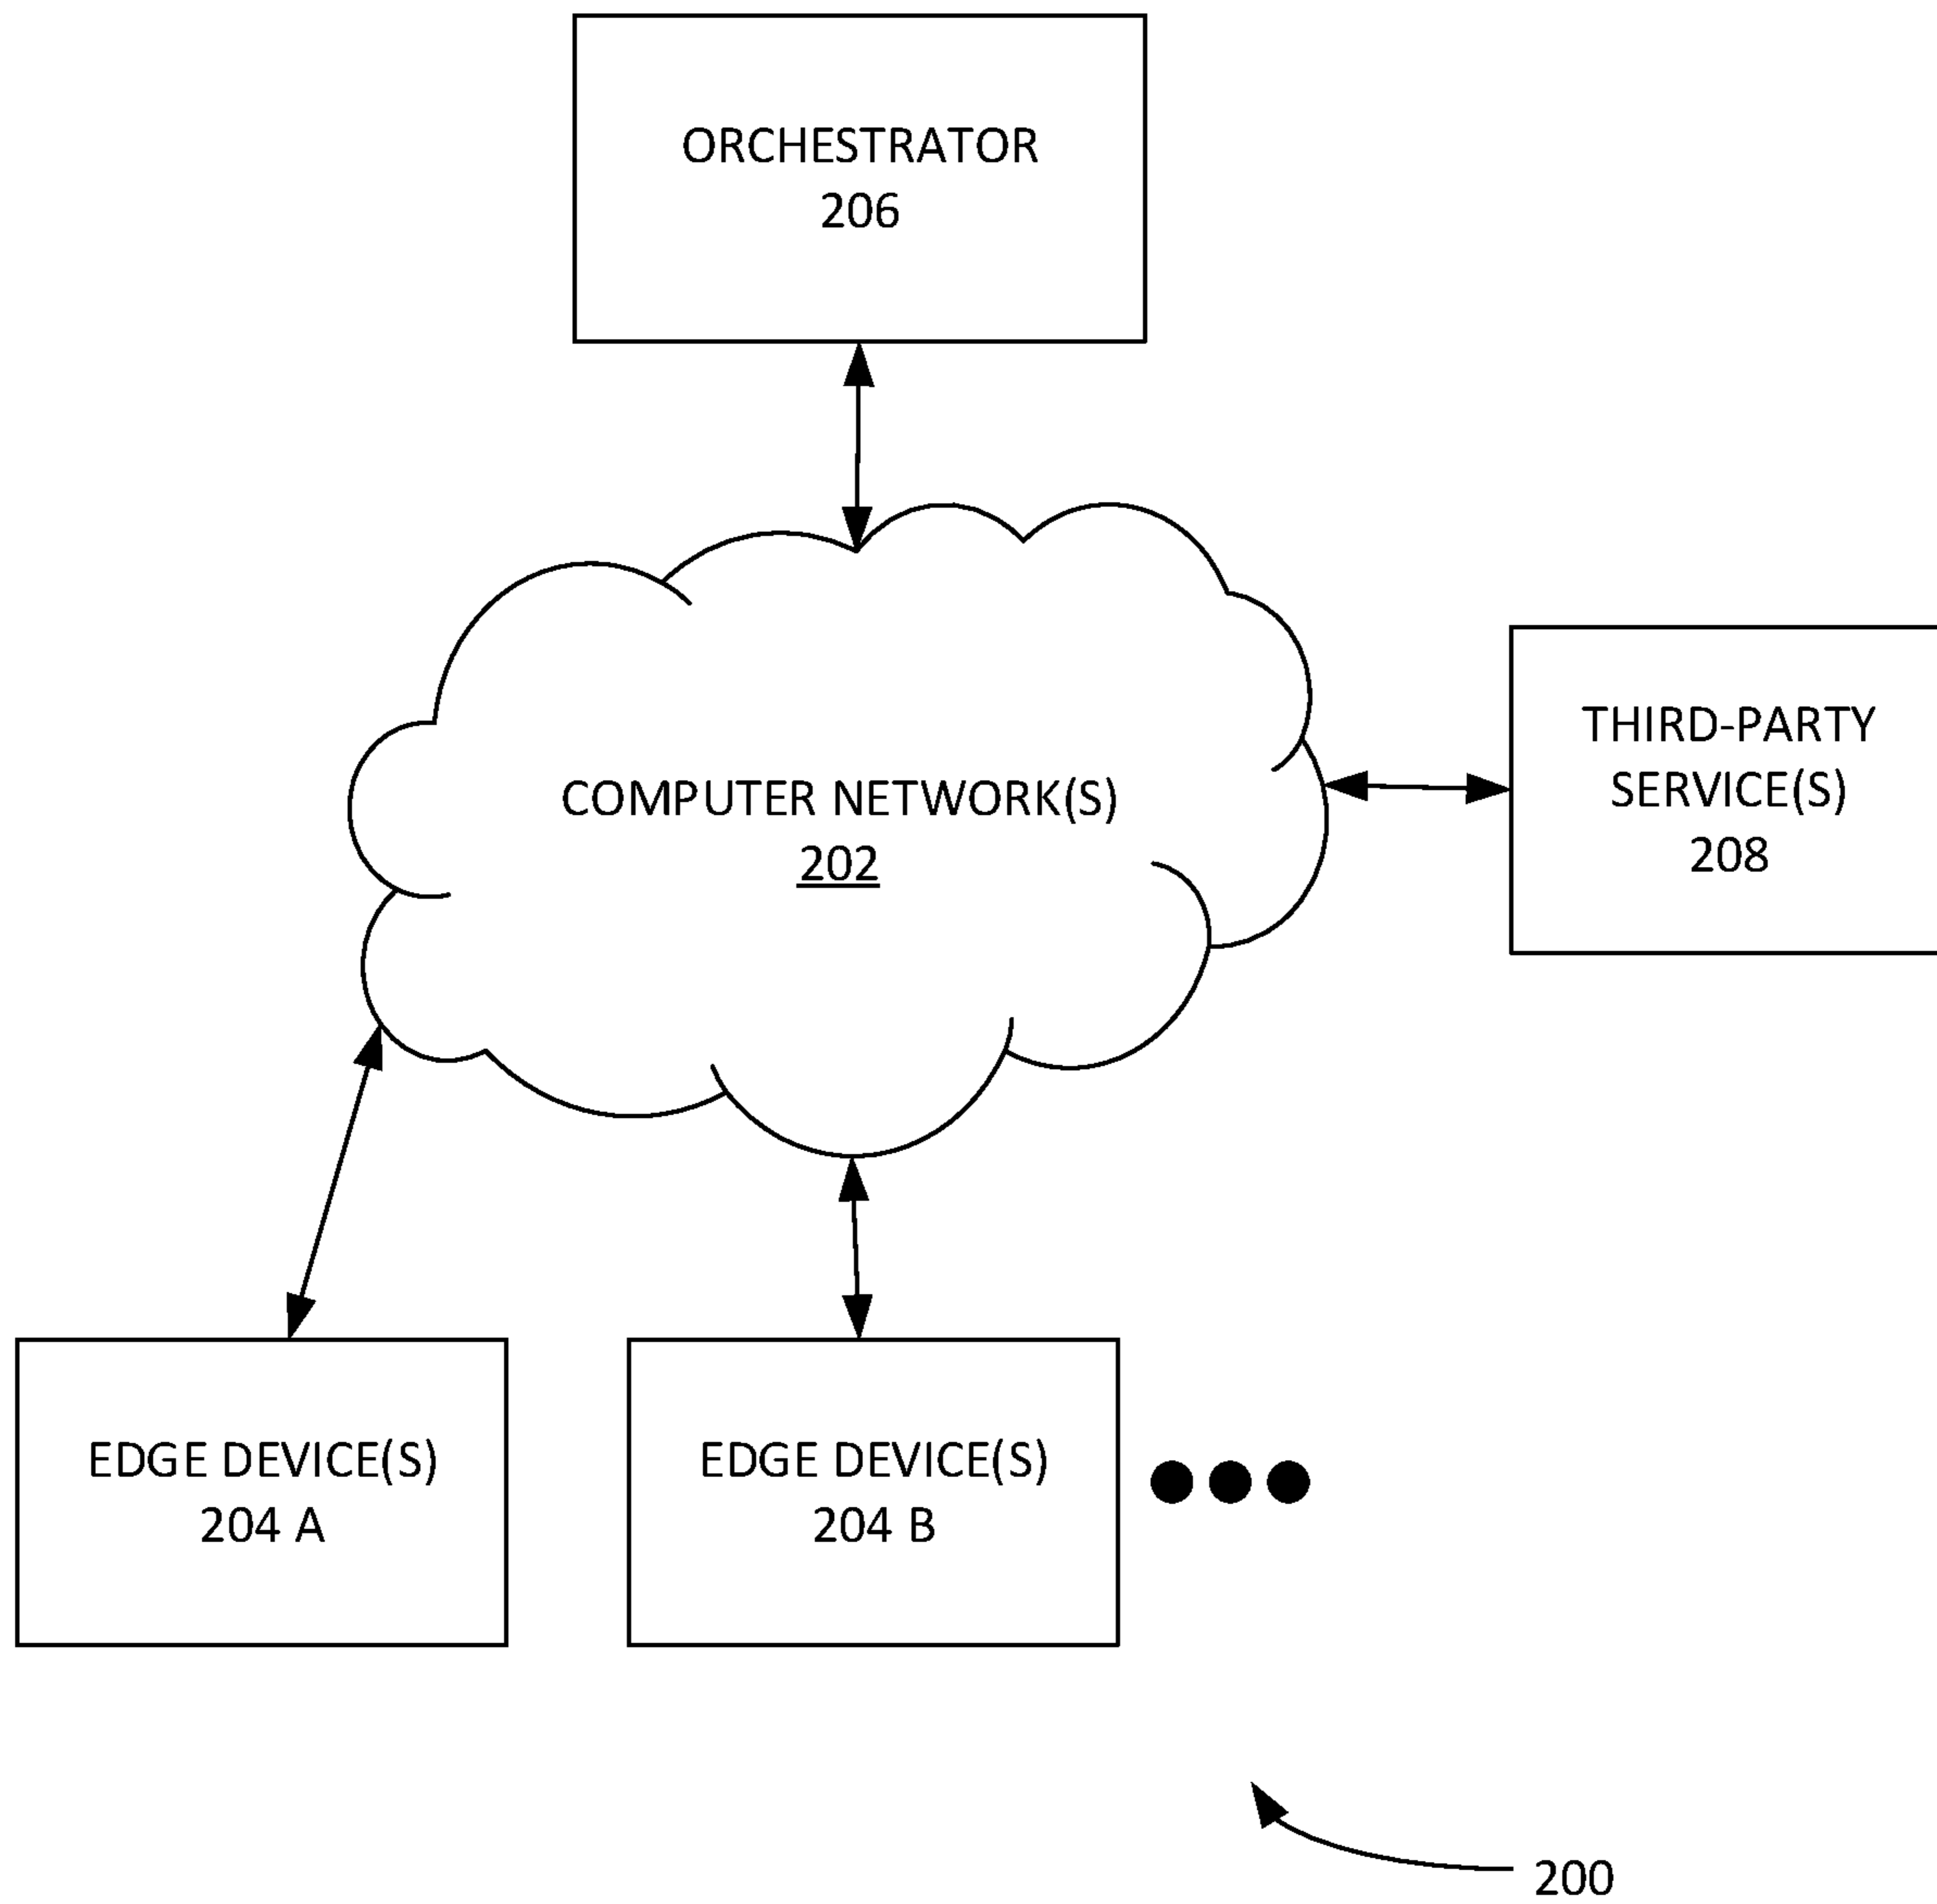 ORCHESTRATOR
206
THIRD-PARTY
SERVICE(S)
208
COMPUTER NETWORK(S)
202
EDGE DEVICE(S)
204 A
EDGE DEVICE(S)
204 B
200